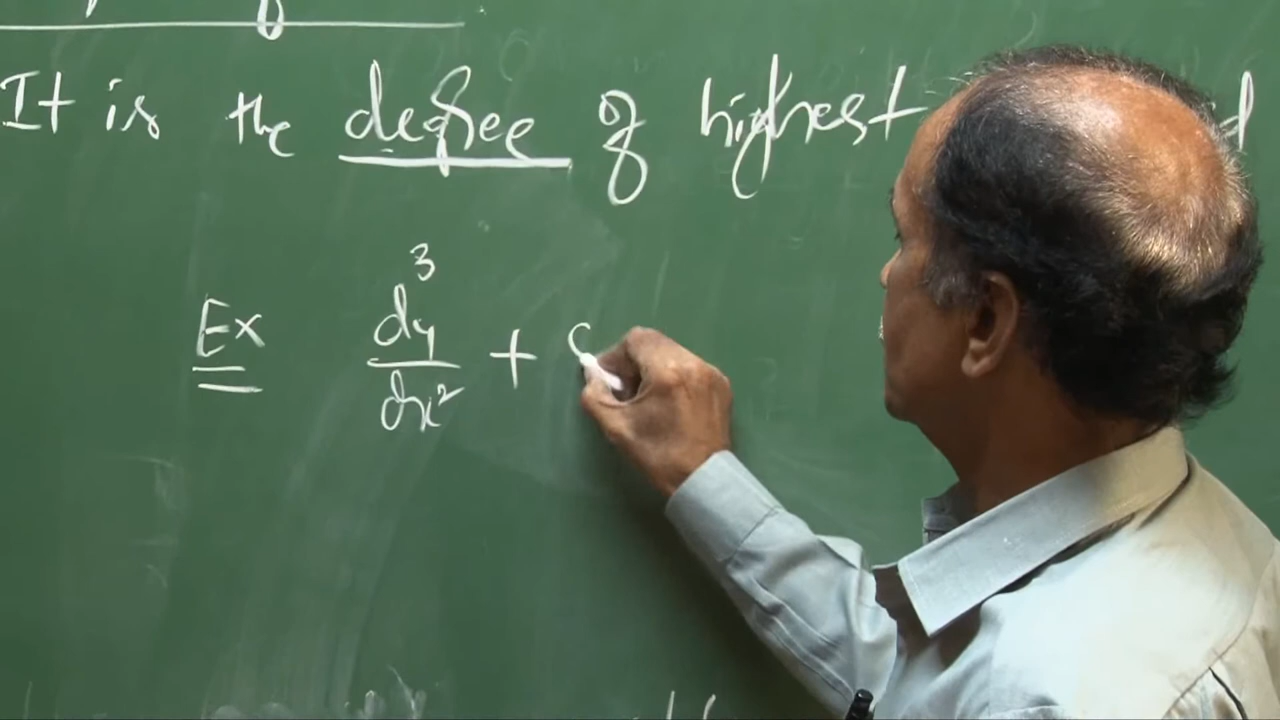 It is the degree of highest
Ex d³y/dx² +